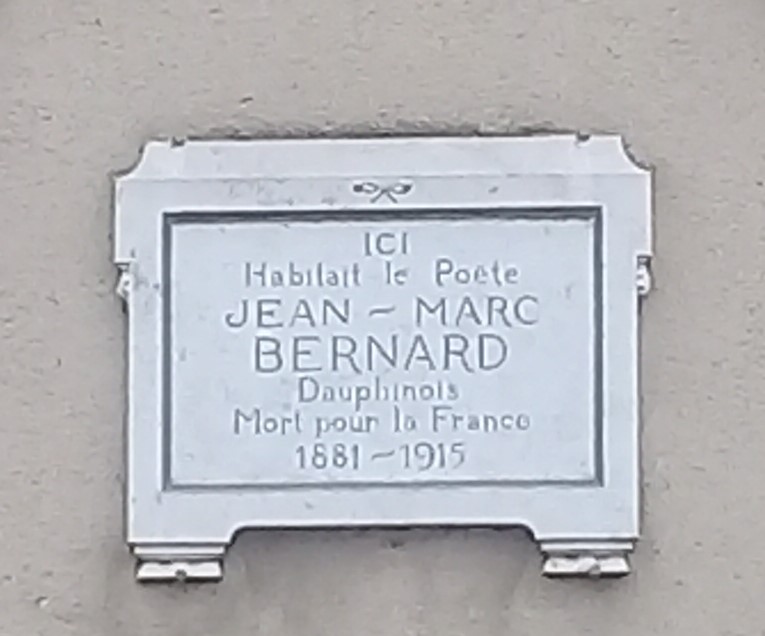 ICI
Habitait le Poète
JEAN ~ MARC
BERNARD
Dauphinois
Mort pour la France
1881 ~ 1915